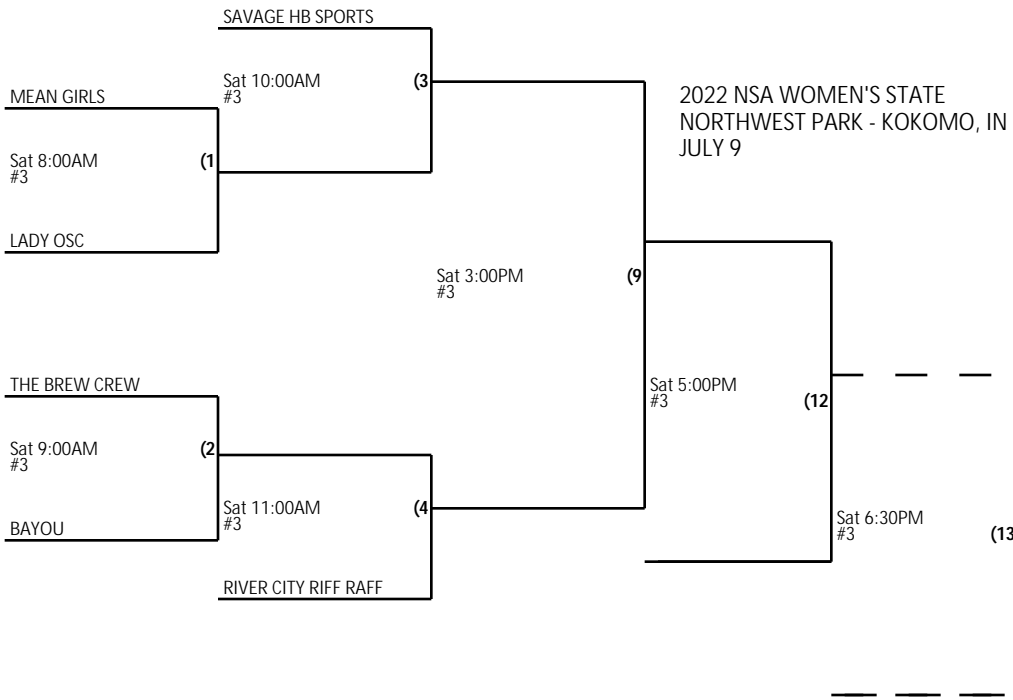 SAVAGE HB SPORTS
Sat 10:00AM
#3
(3
MEAN GIRLS
2022 NSA WOMEN'S STATE
NORTHWEST PARK - KOKOMO, IN
JULY 9
Sat 8:00AM
#3
(1
LADY OSC
Sat 3:00PM
#3
(9
THE BREW CREW
Sat 5:00PM
#3
(12
Sat 9:00AM
#3
(2
Sat 11:00AM
#3
(4
BAYOU
Sat 6:30PM
#3
(13
RIVER CITY RIFF RAFF